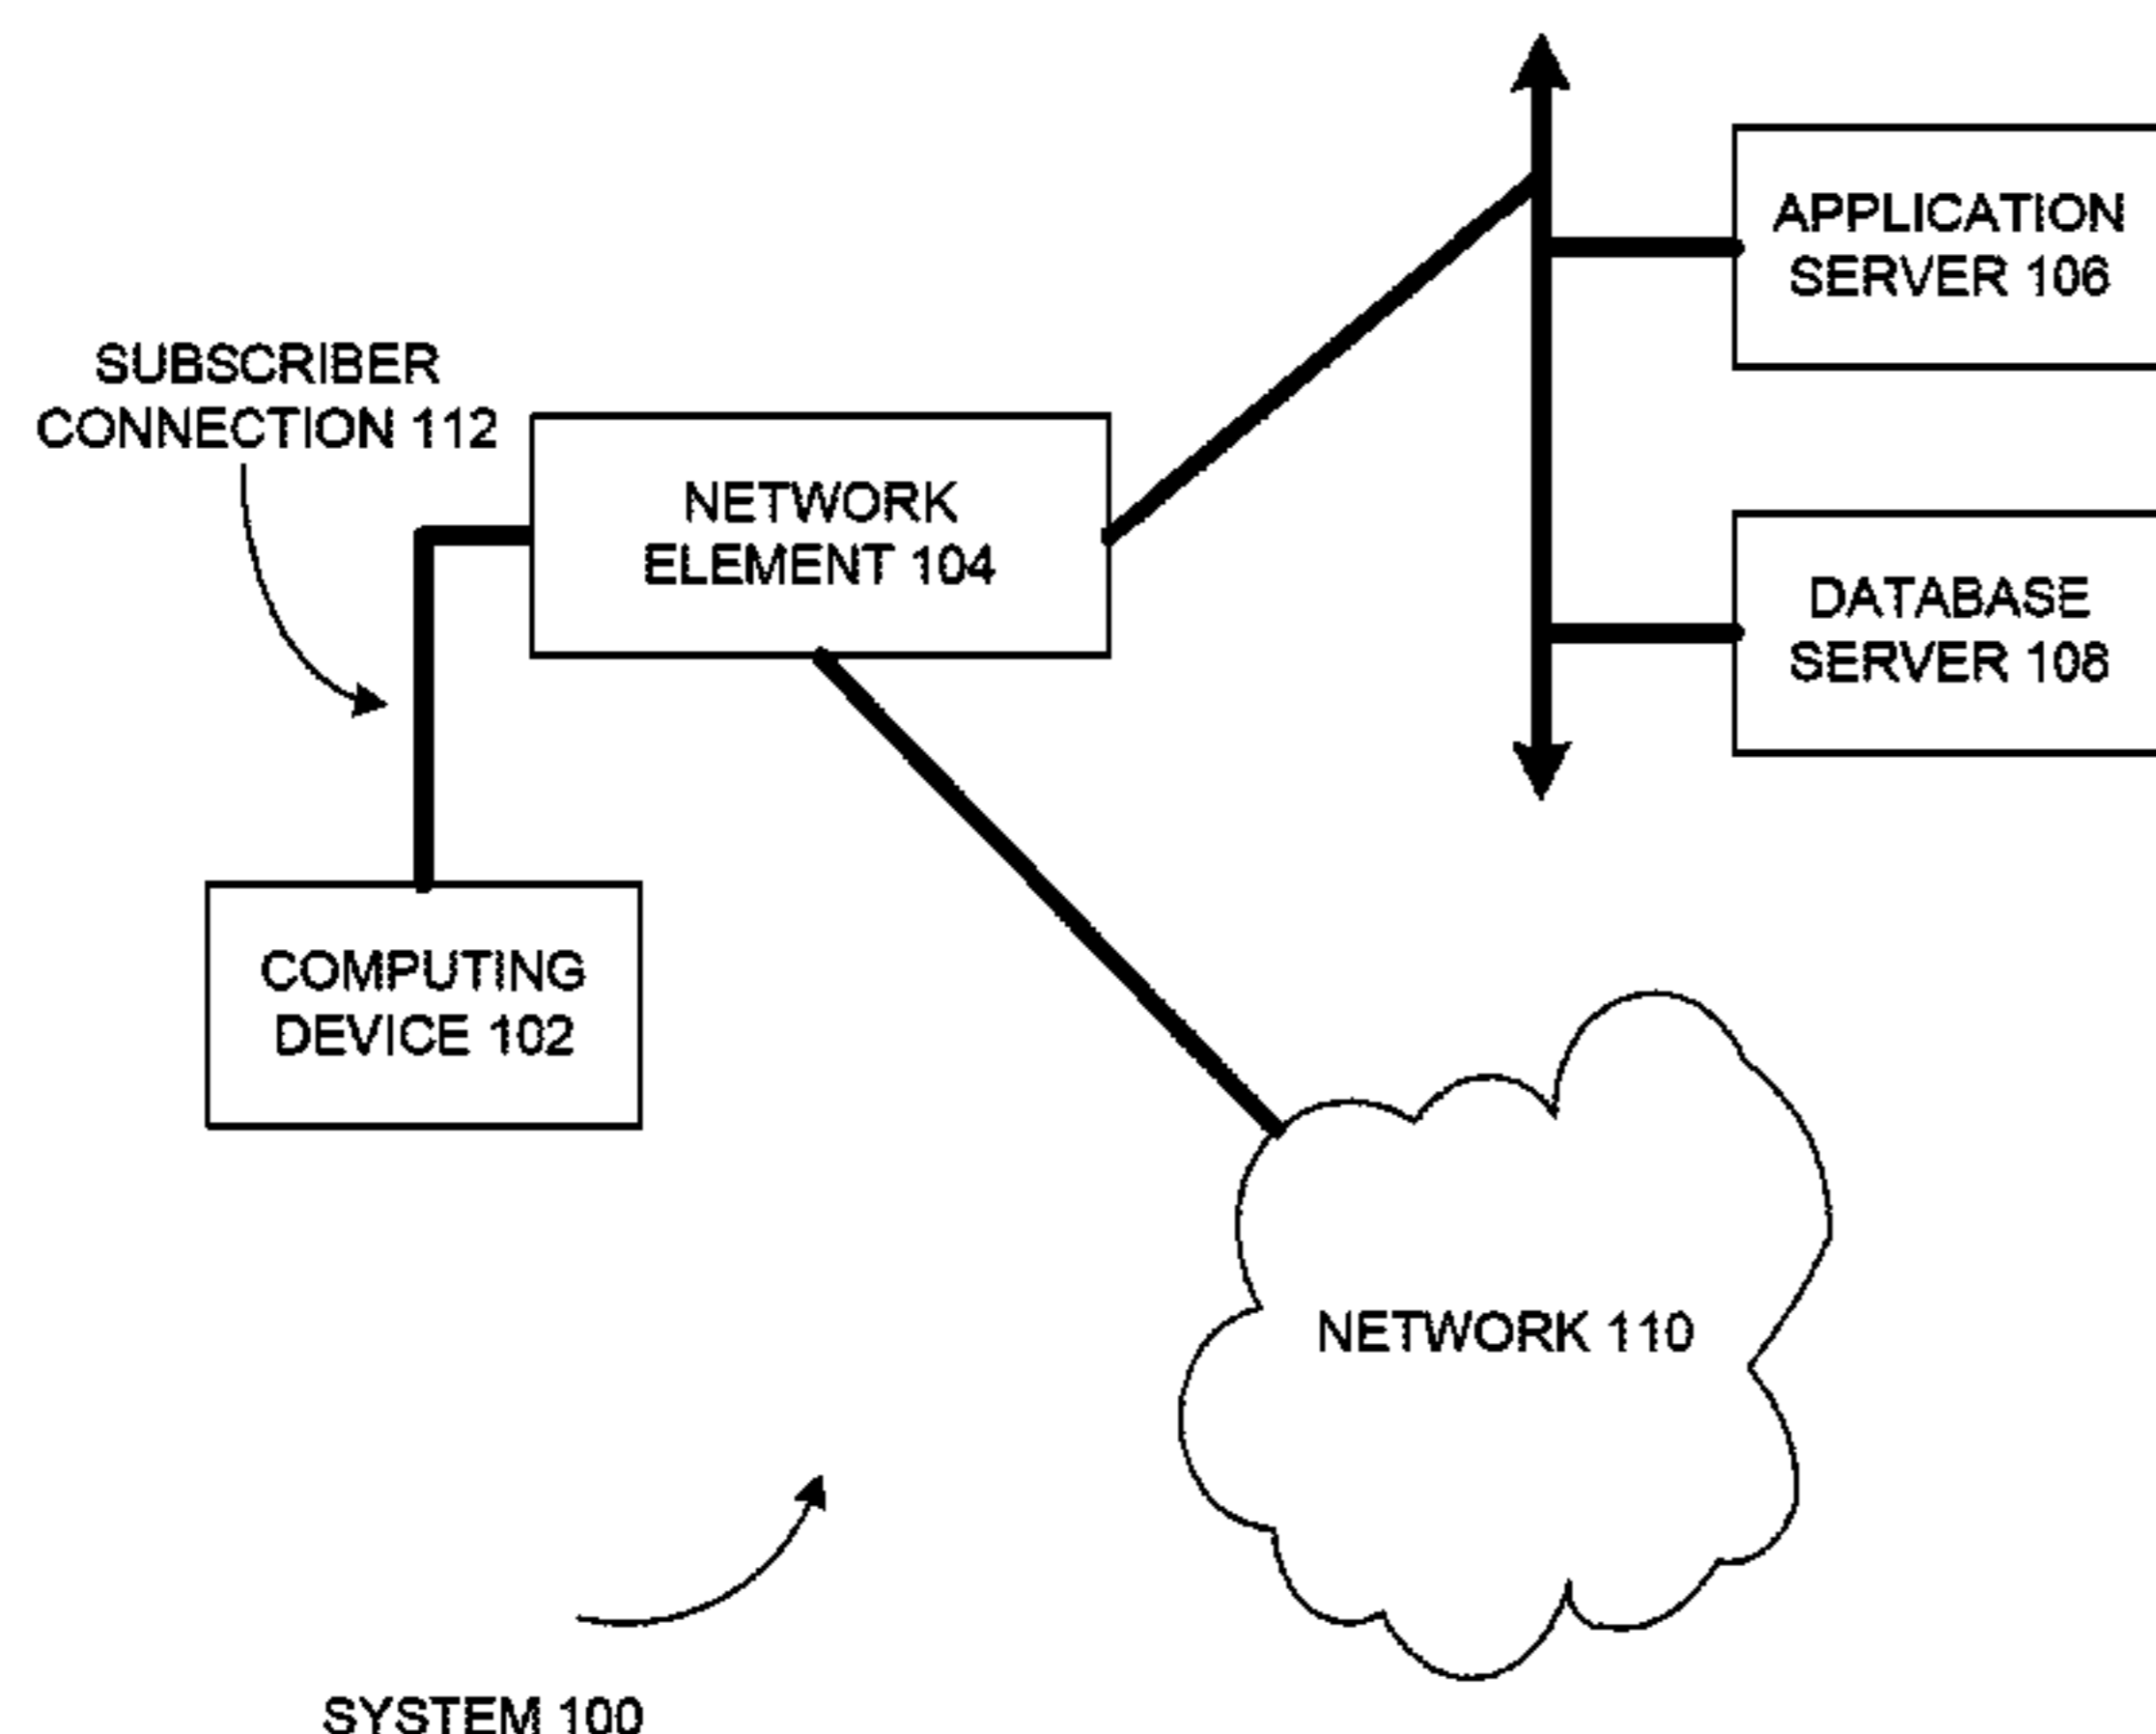 APPLICATION
SERVER 106
SUBSCRIBER
CONNECTION 112
NETWORK
ELEMENT 104
DATABASE
SERVER 108
COMPUTING
DEVICE 102
NETWORK 110
SYSTEM 100